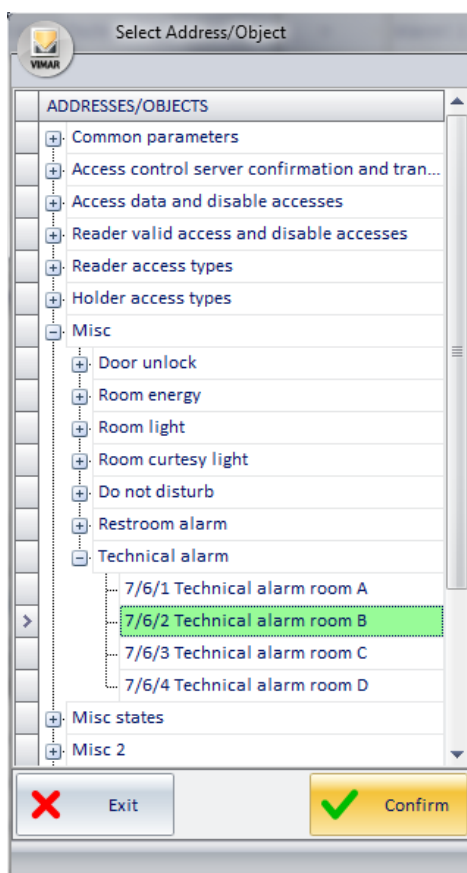 Select Address/Object
VIMAR
ADDRESSES/OBJECTS
Common parameters
Access control server confirmation and tran...
Access data and disable accesses
Reader valid access and disable accesses
Reader access types
Holder access types
Misc
Door unlock
Room energy
Room light
Room curtesy light
Do not disturb
Restroom alarm
Technical alarm
7/6/1 Technical alarm room A
7/6/2 Technical alarm room B
7/6/3 Technical alarm room C
7/6/4 Technical alarm room D
Misc states
Misc 2
Exit
Confirm